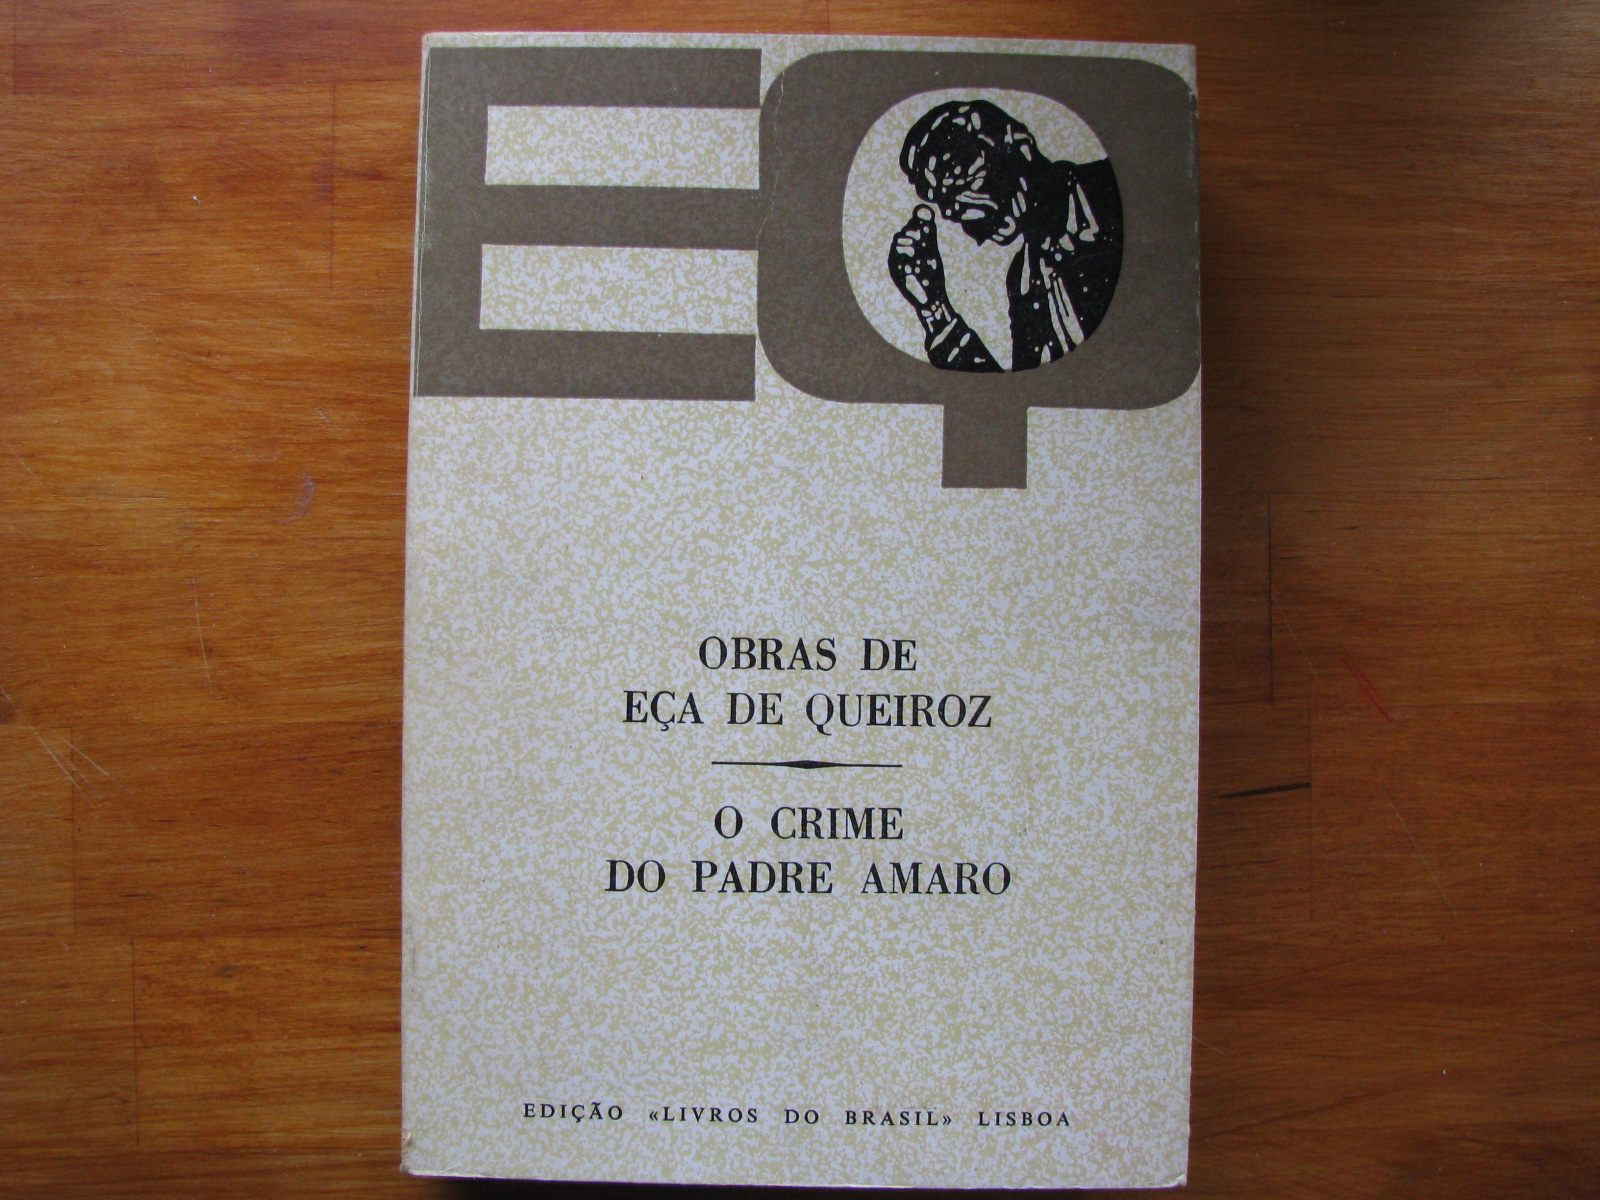 EQ
OBRAS DE
EÇA DE QUEIROZ
O CRIME
DO PADRE AMARO
EDIÇÃO «LIVROS DO BRASIL» LISBOA